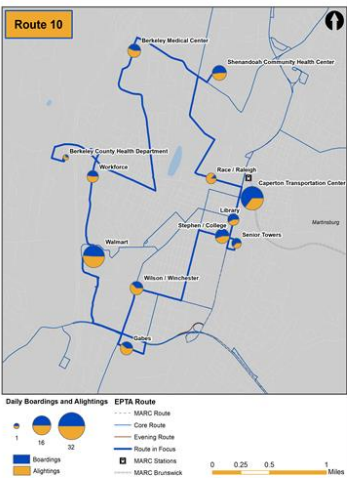 Route 10
Berkeley Medical Center
Shenandoah Community Health Center
Berkeley County Health Department
Workforce
Race / Raleigh
Caperton Transportation Center
Library
Martinsburg
Stephen / College
Senior Towers
Walmart
Wilson / Winchester
Gabes
Daily Boardings and Alightings
1
16
32
Boardings
Alightings
EPTA Route
MARC Route
Core Route
Evening Route
Route in Focus
MARC Stations
MARC Brunswick
0 0.25 0.5 1
Miles